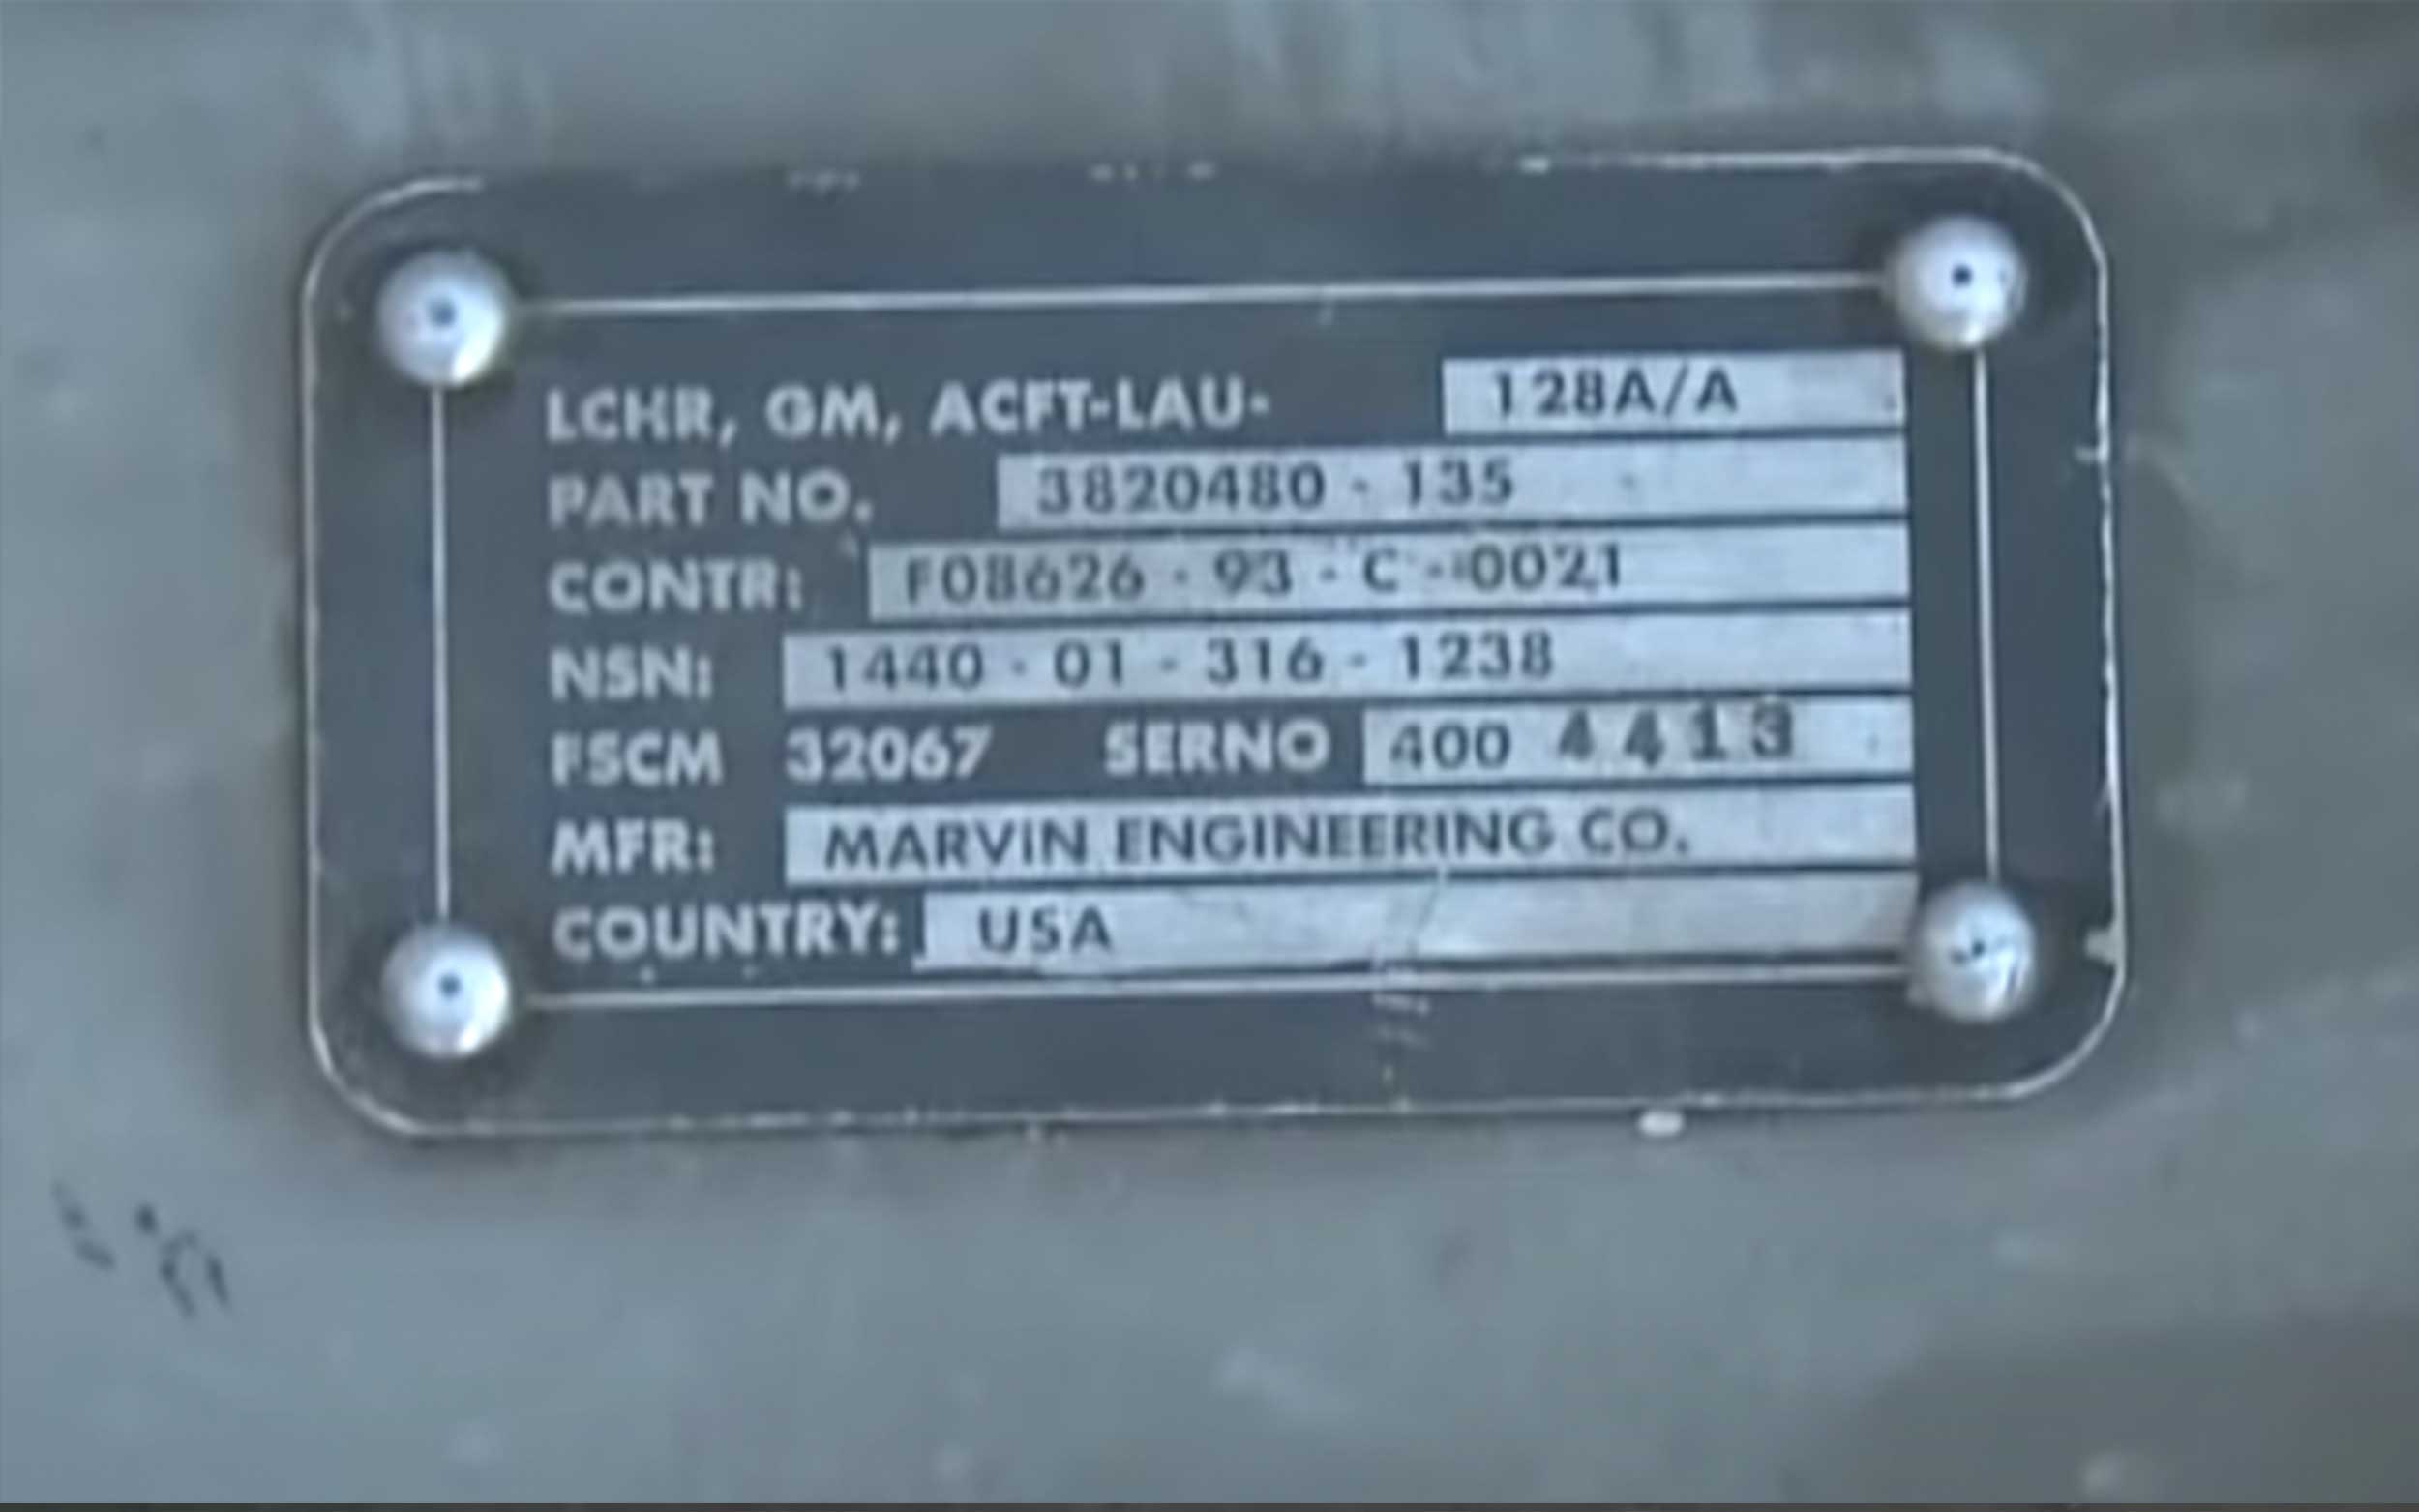 LCHR, GM, ACFT-LAU- 128A/A
PART NO. 3820480 - 135
CONTR: F08626 - 93 - C - 0021
NSN: 1440 - 01 - 316 - 1238
FSCM 32067 SERNO 400 4413
MFR: MARVIN ENGINEERING CO.
COUNTRY: USA